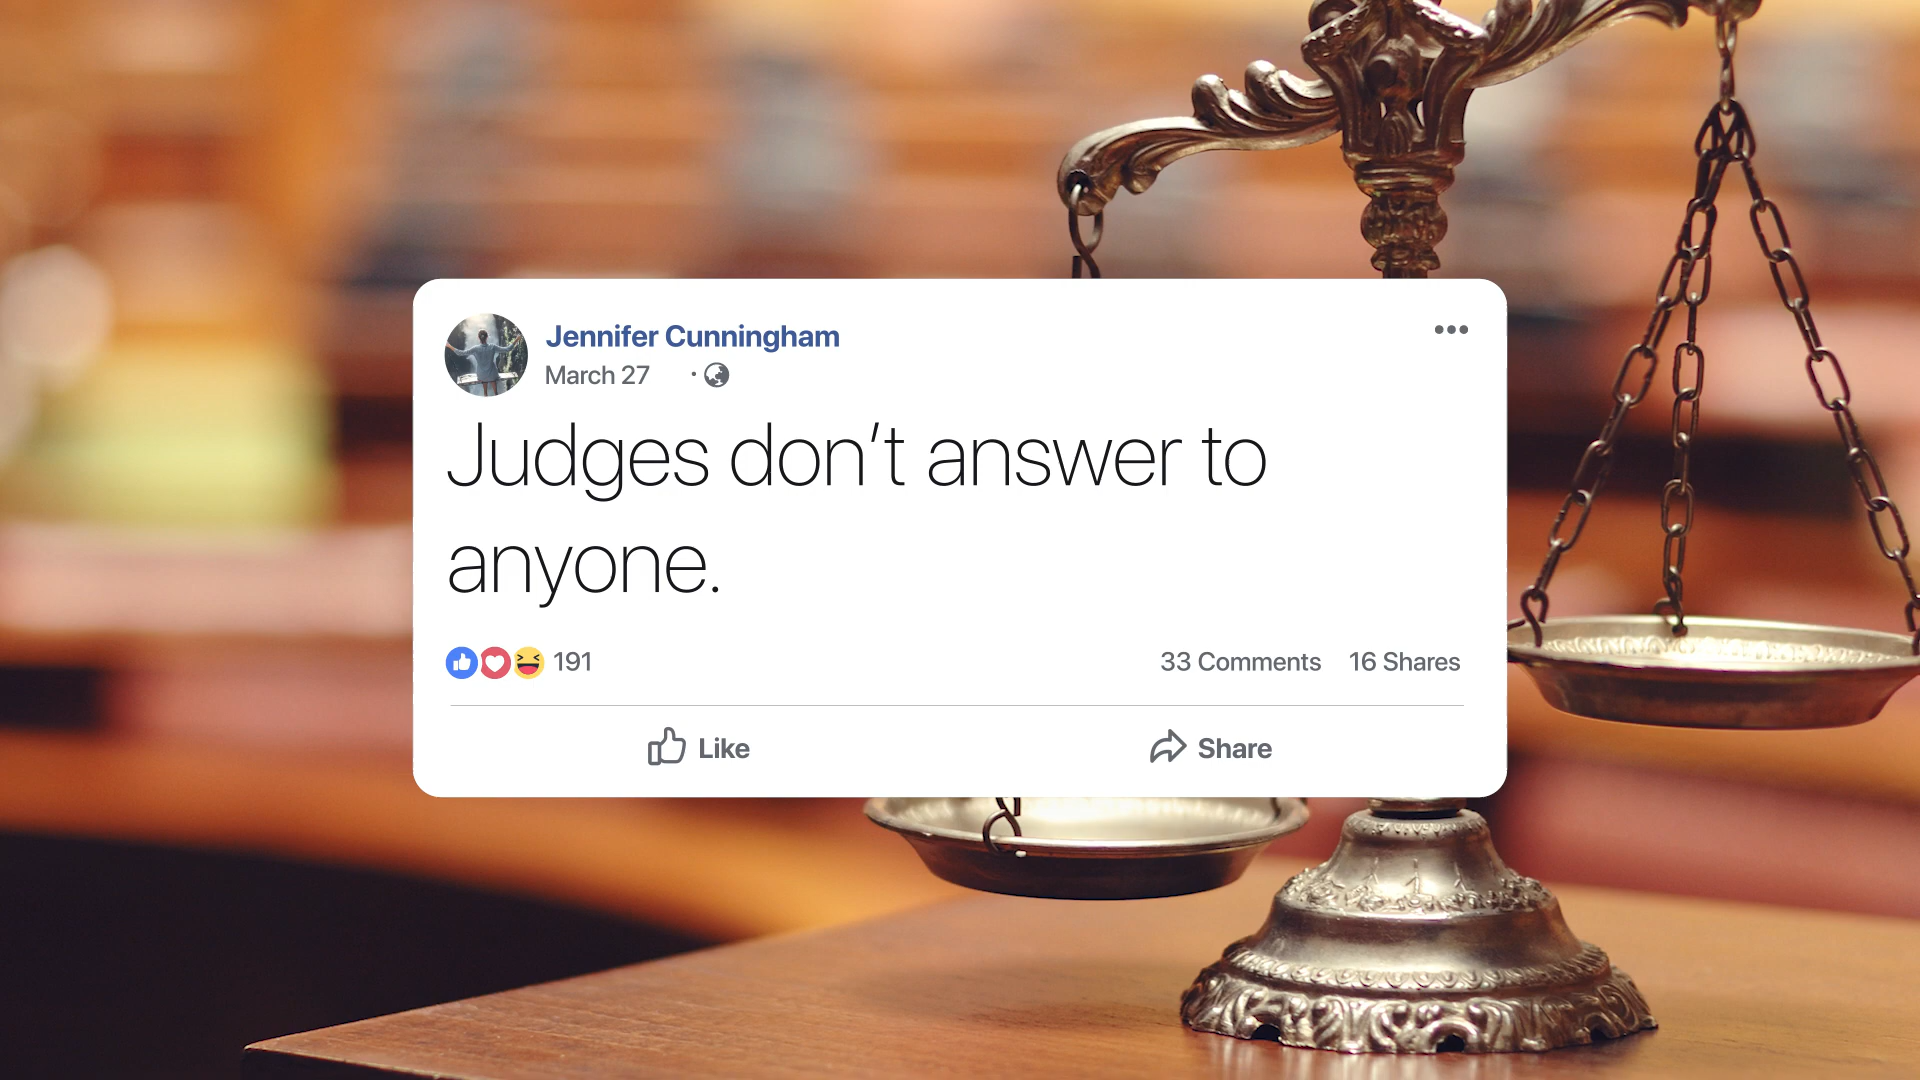 Jennifer Cunningham
March 27 ·
Judges don’t answer to
anyone.
191
33 Comments 16 Shares
Like
Share